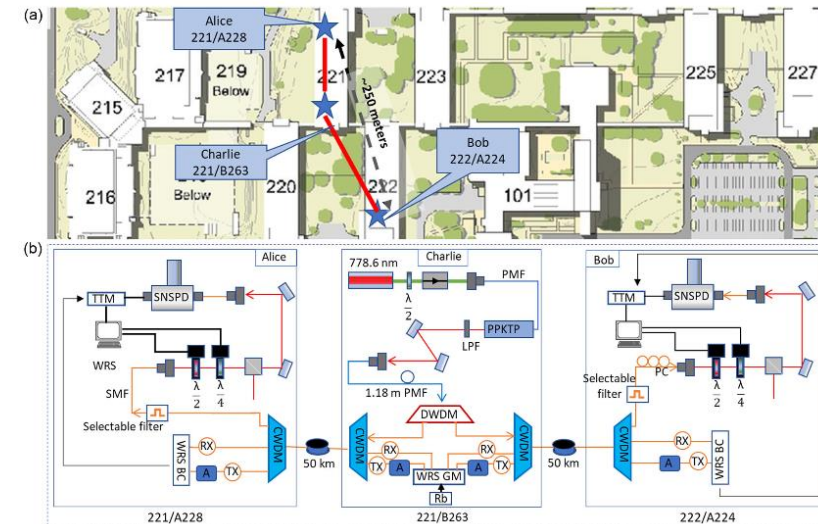 (a)
Alice
221/A228
217
219
Below
221
223
225
227
215
~250 meters
Charlie
221/B263
Bob
222/A224
216
Below
220
101
(b)
Alice
TTM
SNSPD
WRS
SMF
λ
2
λ
4
Selectable filter
WRS BC
RX
A
TX
CWDM
50 km
221/A228
Charlie
778.6 nm
λ
2
PMF
LPF
PPKTP
1.18 m PMF
DWDM
CWDM
RX
TX
A
WRS GM
A
RX
TX
CWDM
Rb
50 km
221/B263
Bob
TTM
SNSPD
PC
Selectable
filter
λ
2
λ
4
CWDM
RX
A
TX
WRS BC
222/A224